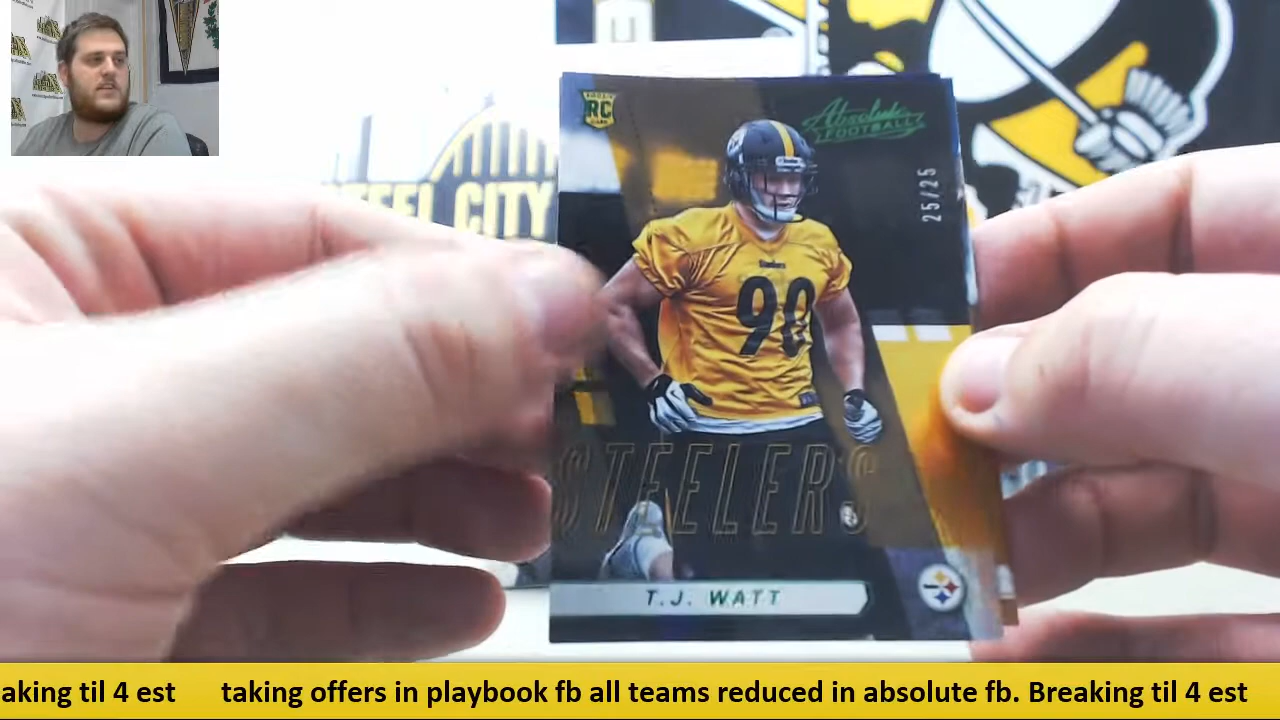 U
STEEL CITY
RC
Absolute
FOOTBALL
25/25
Steelers
90
STEELERS
T.J. WATT
aking til 4 est taking offers in playbook fb all teams reduced in absolute fb. Breaking til 4 est